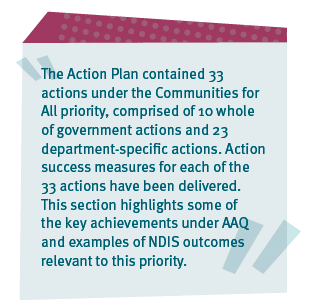 The Action Plan contained 33
actions under the Communities for
All priority, comprised of 10 whole
of government actions and 23
department-specific actions. Action
success measures for each of the
33 actions have been delivered.
This section highlights some of
the key achievements under AAQ
and examples of NDIS outcomes
relevant to this priority.